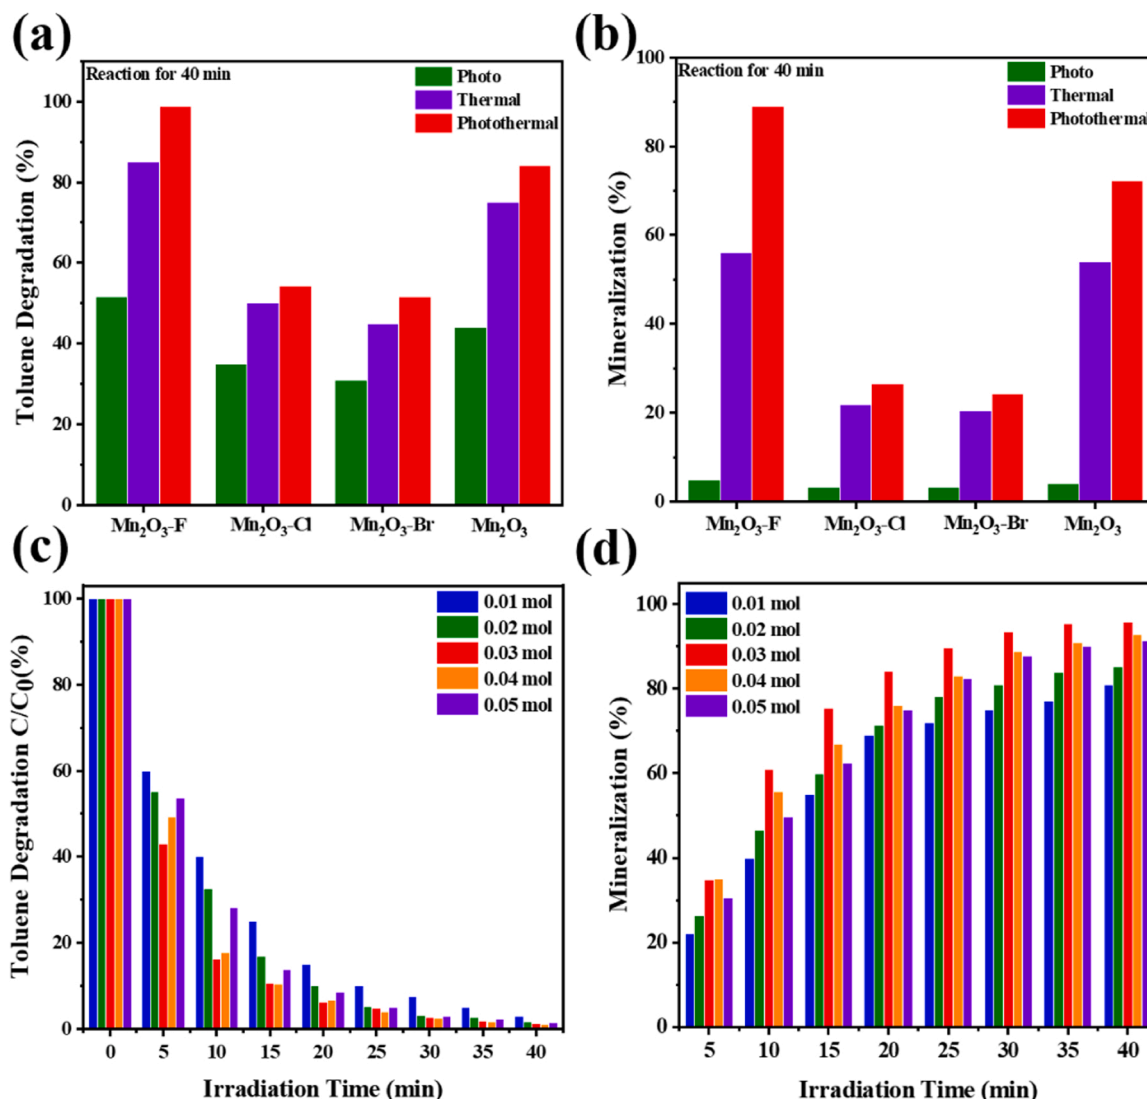 (a)
Reaction for 40 min
Photo
Thermal
Photothermal
Toluene Degradation (%)
100
80
60
40
20
0
Mn₂O₃-F
Mn₂O₃-Cl
Mn₂O₃-Br
Mn₂O₃
(b)
Reaction for 40 min
Photo
Thermal
Photothermal
Mineralization (%)
100
80
60
40
20
0
Mn₂O₃-F
Mn₂O₃-Cl
Mn₂O₃-Br
Mn₂O₃
(c)
0.01 mol
0.02 mol
0.03 mol
0.04 mol
0.05 mol
Toluene Degradation C/C₀(%)
100
80
60
40
20
0
0 5 10 15 20 25 30 35 40
Irradiation Time (min)
(d)
0.01 mol
0.02 mol
0.03 mol
0.04 mol
0.05 mol
Mineralization (%)
100
80
60
40
20
0
5 10 15 20 25 30 35 40
Irradiation Time (min)